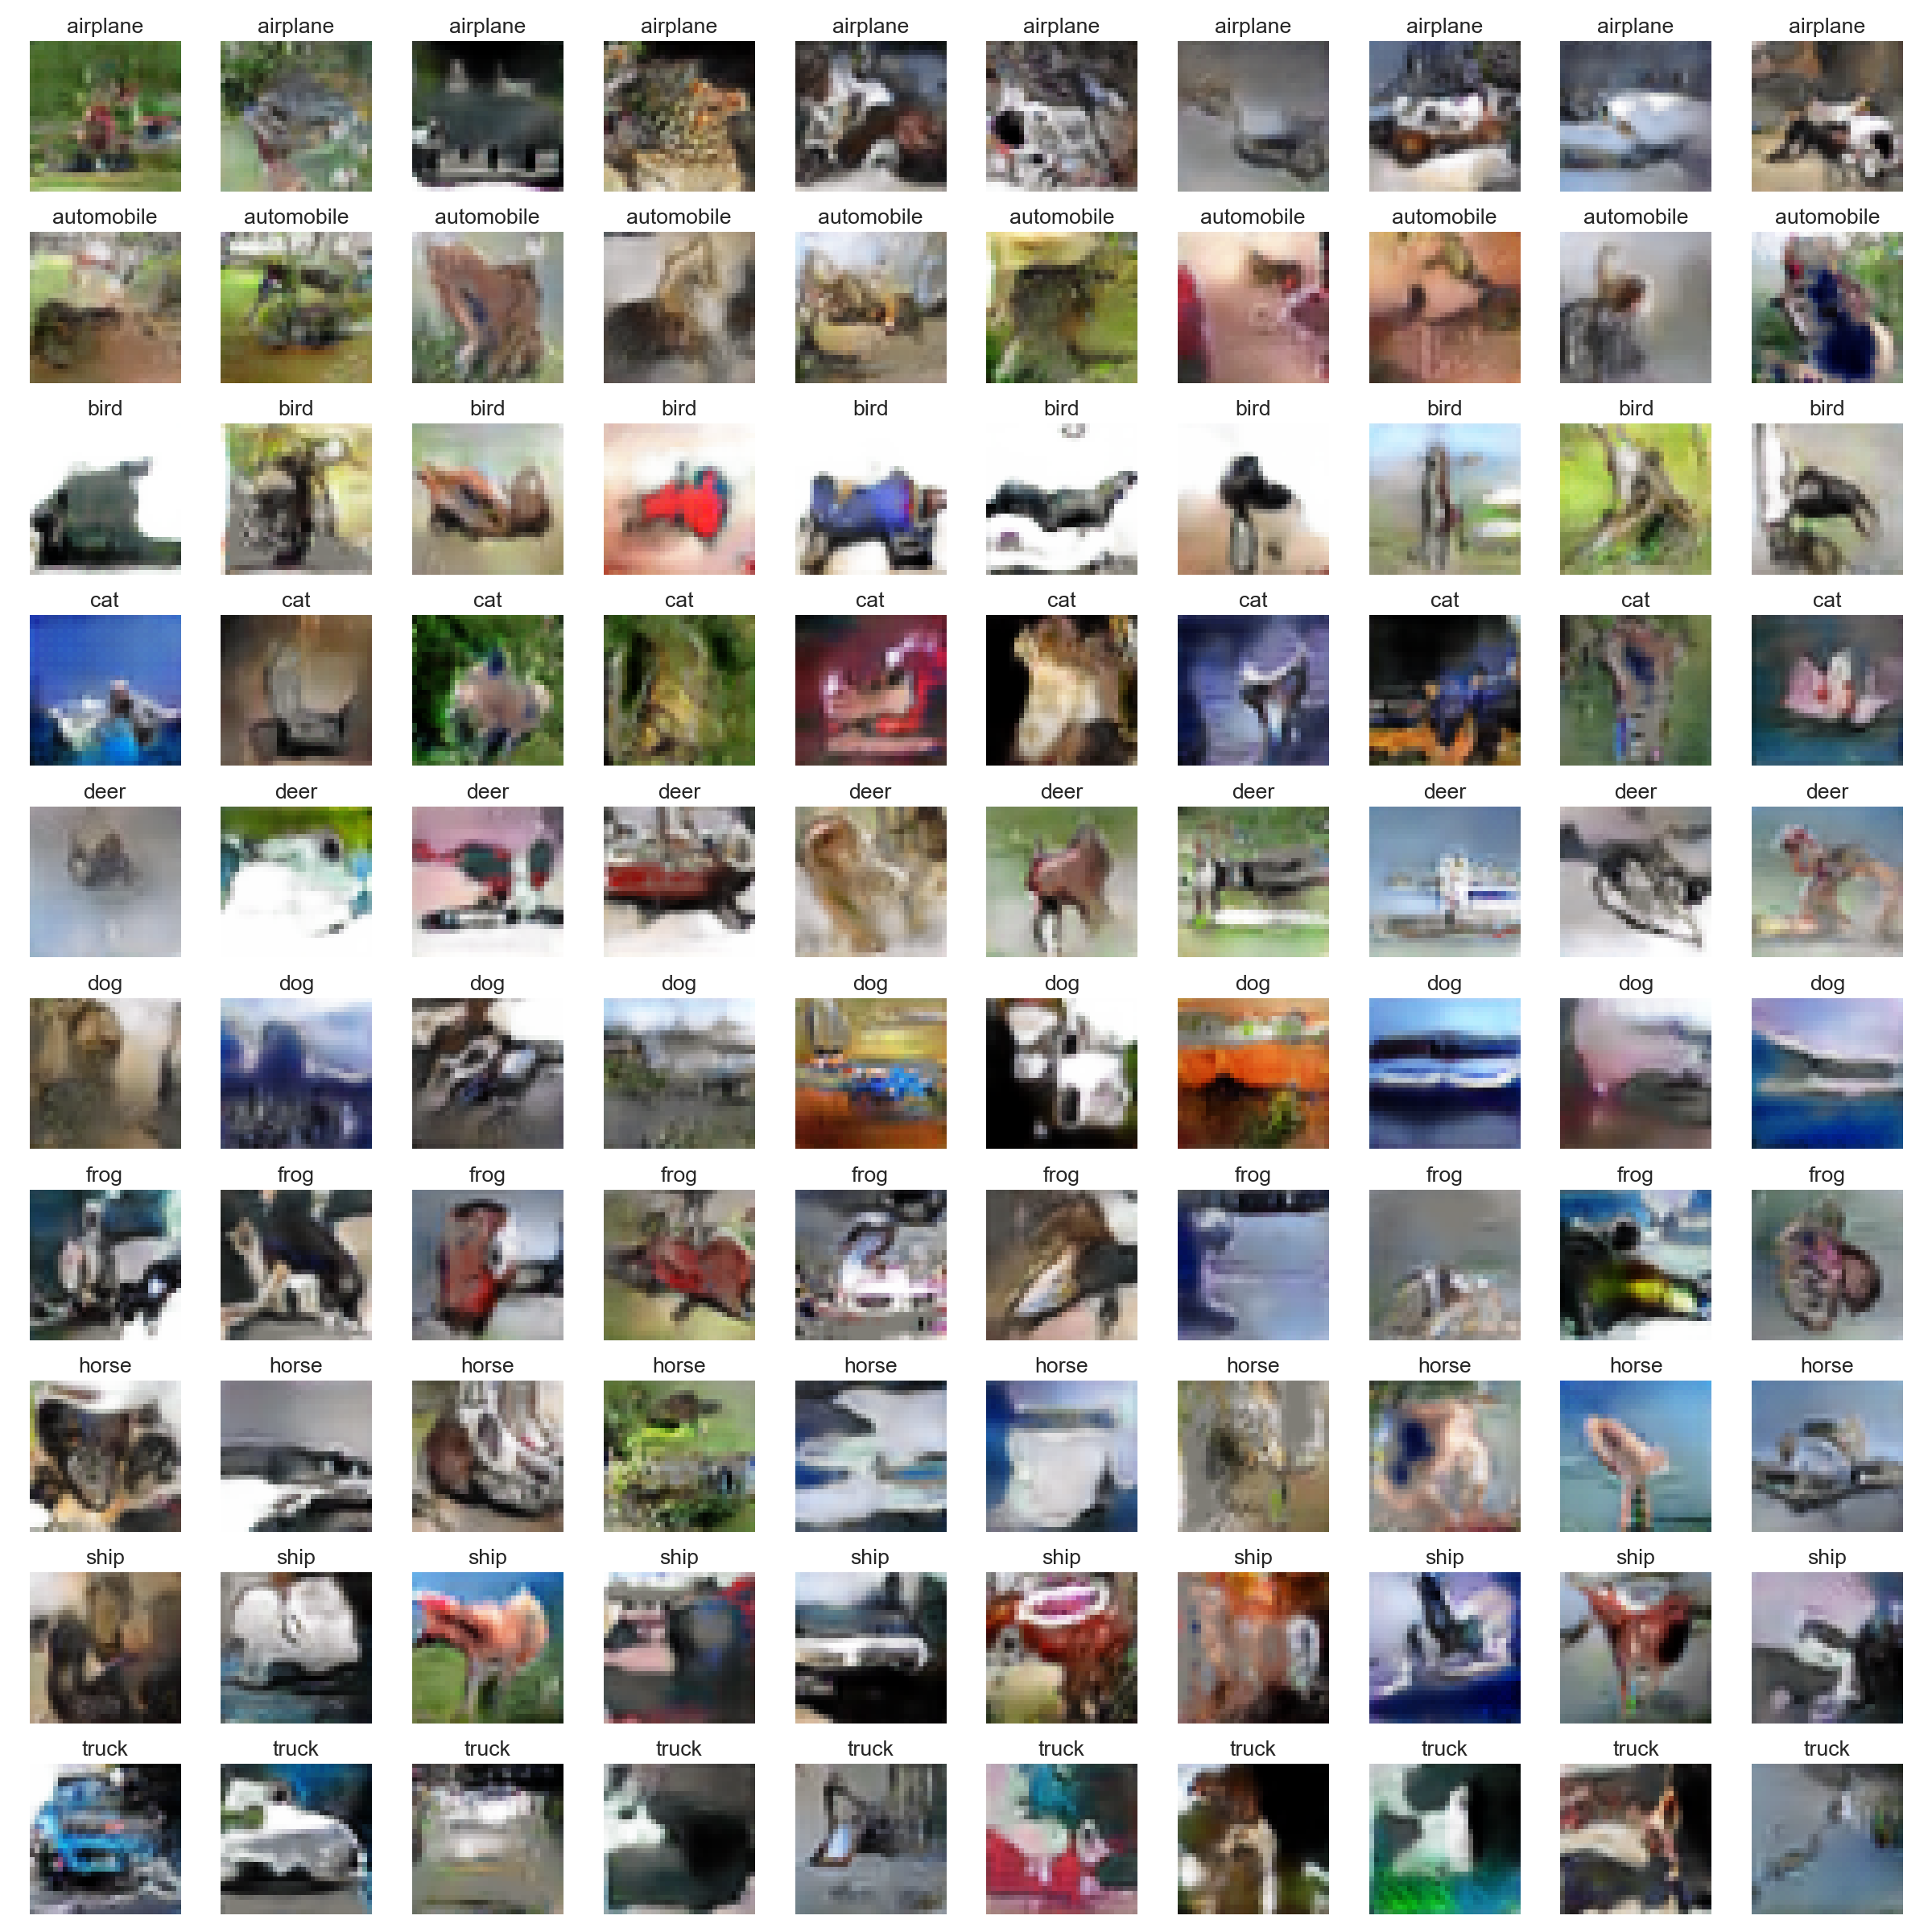 airplane airplane airplane airplane airplane airplane airplane airplane airplane airplane
automobile automobile automobile automobile automobile automobile automobile automobile automobile automobile
bird bird bird bird bird bird bird bird bird bird
cat cat cat cat cat cat cat cat cat cat
deer deer deer deer deer deer deer deer deer deer
dog dog dog dog dog dog dog dog dog dog
frog frog frog frog frog frog frog frog frog frog
horse horse horse horse horse horse horse horse horse horse
ship ship ship ship ship ship ship ship ship ship
truck truck truck truck truck truck truck truck truck truck